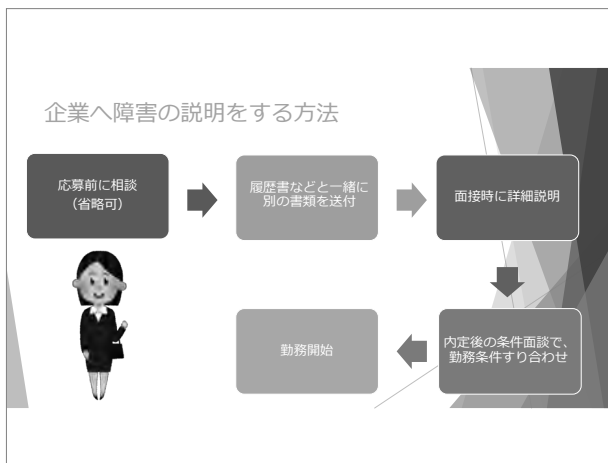 企業へ障害の説明をする方法
応募前に相談
（省略可）
履歴書などと一緒に
別の書類を送付
面接時に詳細説明
内定後の条件面談で、
勤務条件すり合わせ
勤務開始